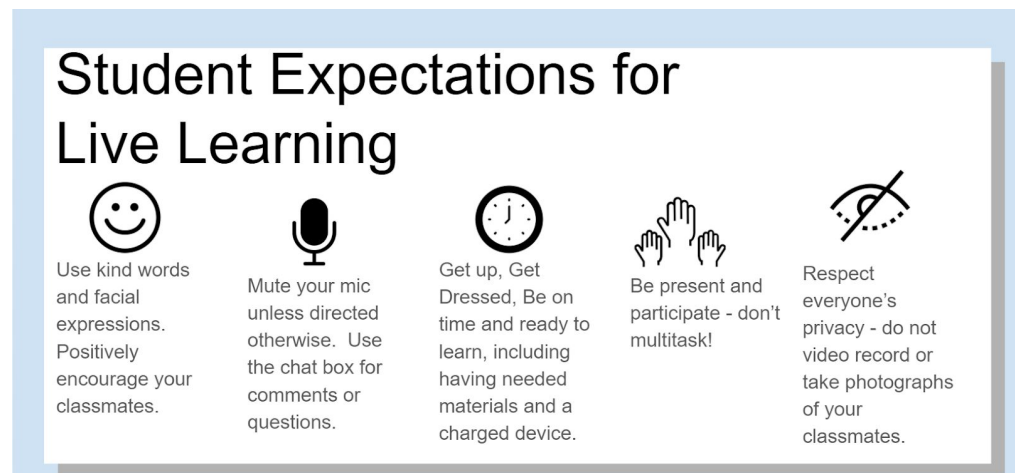 Student Expectations for
Live Learning
Use kind words
and facial
expressions.
Positively
encourage your
classmates.
Mute your mic
unless directed
otherwise.  Use
the chat box for
comments or
questions.
Get up, Get
Dressed, Be on
time and ready to
learn, including
having needed
materials and a
charged device.
Be present and
participate - don’t
multitask!
Respect
everyone’s
privacy - do not
video record or
take photographs
of your
classmates.